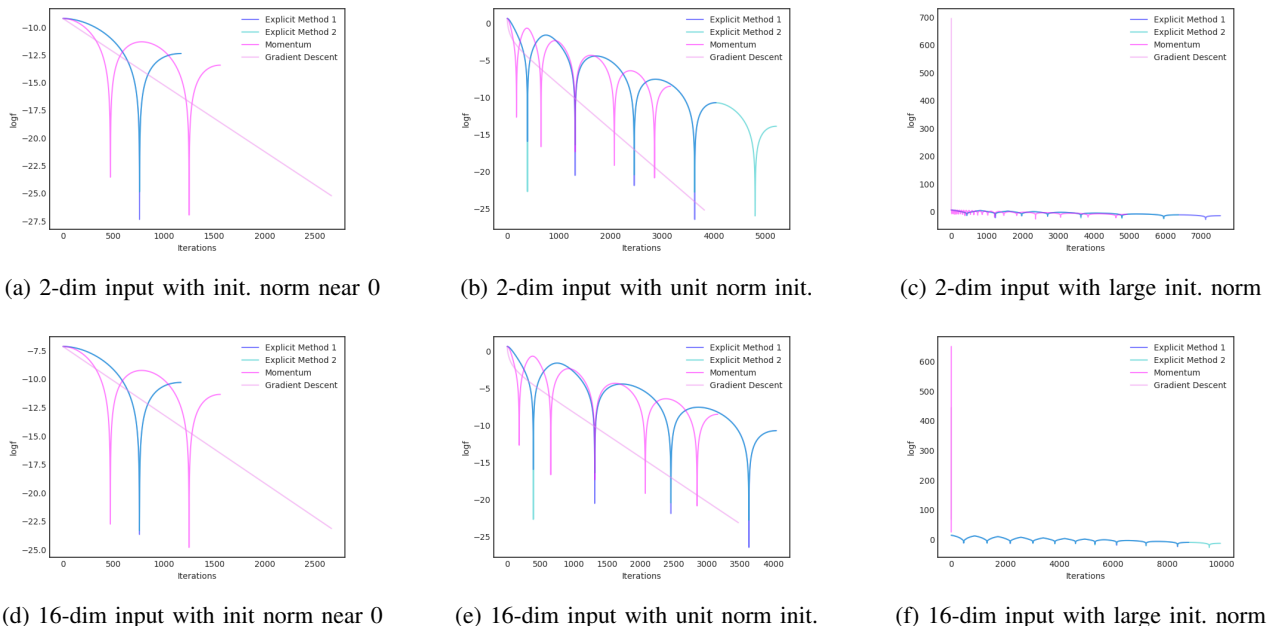 Explicit Method 1
Explicit Method 2
Momentum
Gradient Descent
−10.0
−12.5
−15.0
−17.5
−20.0
−22.5
−25.0
−27.5
logf
0 500 1000 1500 2000 2500
Iterations
(a) 2-dim input with init. norm near 0
Explicit Method 1
Explicit Method 2
Momentum
Gradient Descent
0
−5
−10
−15
−20
−25
logf
0 1000 2000 3000 4000 5000
Iterations
(b) 2-dim input with unit norm init.
Explicit Method 1
Explicit Method 2
Momentum
Gradient Descent
700
600
500
400
300
200
100
0
logf
0 1000 2000 3000 4000 5000 6000 7000
Iterations
(c) 2-dim input with large init. norm
Explicit Method 1
Explicit Method 2
Momentum
Gradient Descent
−7.5
−10.0
−12.5
−15.0
−17.5
−20.0
−22.5
−25.0
logf
0 500 1000 1500 2000 2500
Iterations
(d) 16-dim input with init norm near 0
Explicit Method 1
Explicit Method 2
Momentum
Gradient Descent
0
−5
−10
−15
−20
−25
logf
0 500 1000 1500 2000 2500 3000 3500 4000
Iterations
(e) 16-dim input with unit norm init.
Explicit Method 1
Explicit Method 2
Momentum
Gradient Descent
600
500
400
300
200
100
0
logf
0 2000 4000 6000 8000 10000
Iterations
(f) 16-dim input with large init. norm